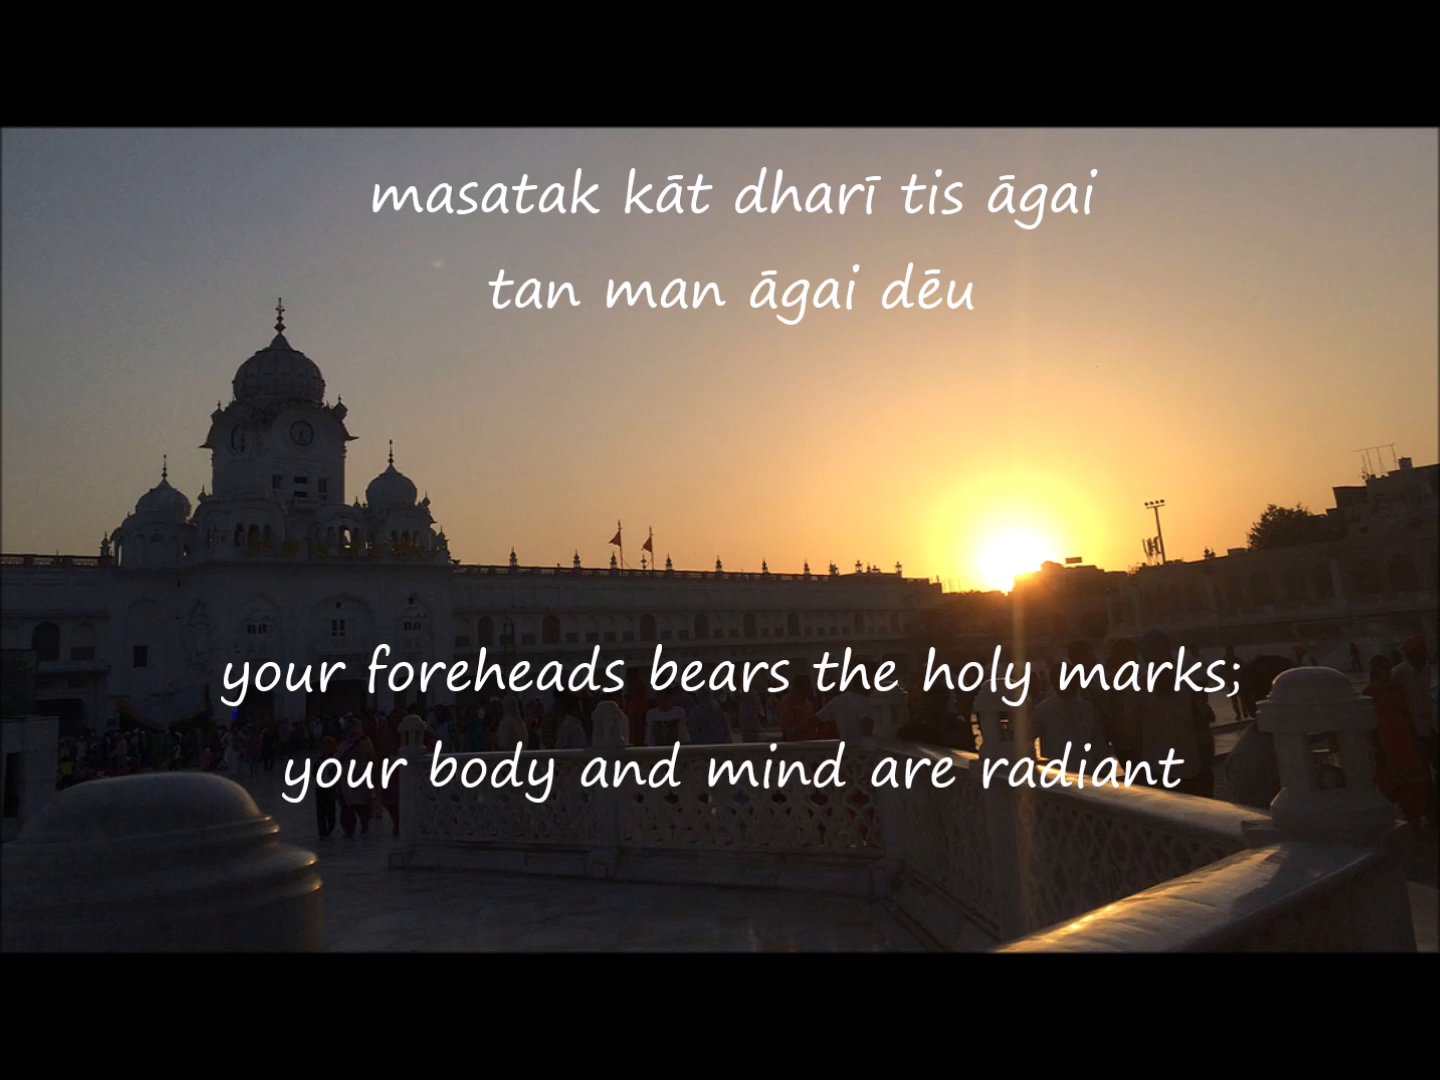 masatak kāt dharī tis āgai
tan man āgai dēu
your foreheads bears the holy marks;
your body and mind are radiant